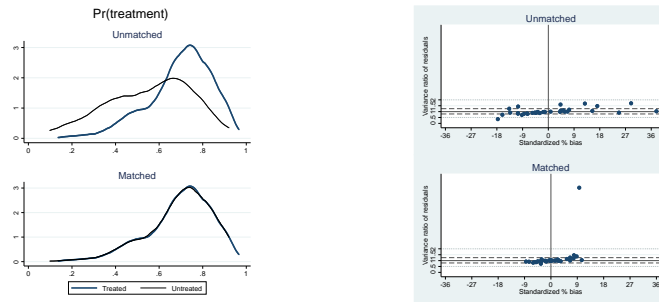 Pr(treatment)
Unmatched
3
2
1
0
0 .2 .4 .6 .8 1
Matched
3
2
1
0
0 .2 .4 .6 .8 1
Treated Untreated
Unmatched
Variance ratio of residuals
-36 -27 -18 -9 0 9 18 27 36
Standardized % bias
Matched
Variance ratio of residuals
-36 -27 -18 -9 0 9 18 27 36
Standardized % bias